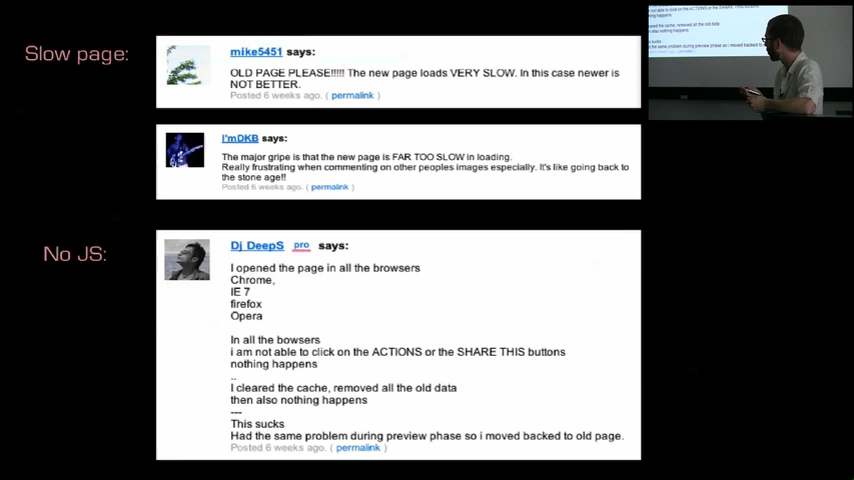 Slow page:
mike5451 says:
OLD PAGE PLEASE!!!!! The new page loads VERY SLOW. In this case newer is
NOT BETTER.
Posted 6 weeks ago. ( permalink )
I'mDKB says:
The major gripe is that the new page is FAR TOO SLOW in loading.
Really frustrating when commenting on other peoples images especially. It's like going back to
the stone age!!
Posted 6 weeks ago. ( permalink )
No JS:
Dj DeepS pro says:
I opened the page in all the browsers
Chrome,
IE 7
firefox
Opera
In all the bowsers
i am not able to click on the ACTIONS or the SHARE THIS buttons
nothing happens
..
I cleared the cache, removed all the old data
then also nothing happens
---
This sucks
Had the same problem during preview phase so i moved backed to old page.
Posted 6 weeks ago. ( permalink )